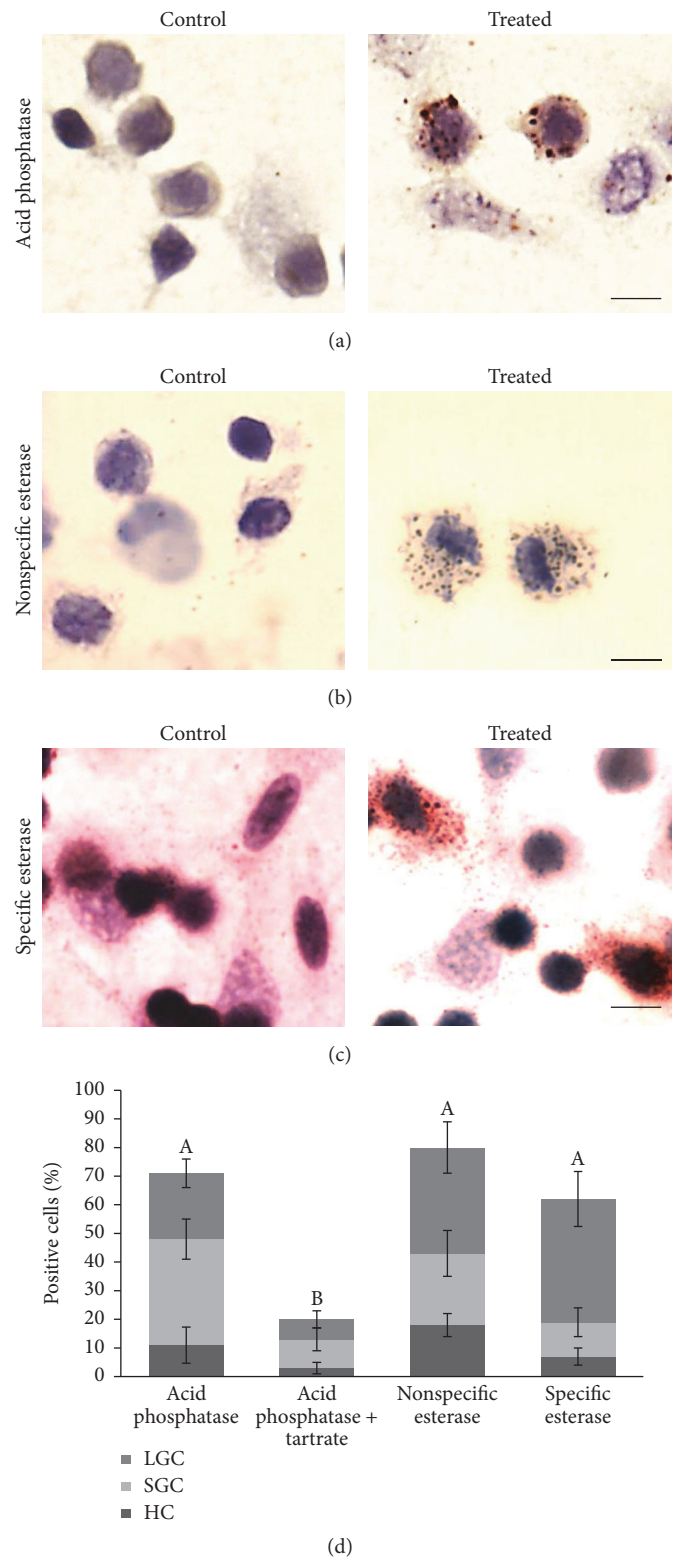 Control
Treated
Acid phosphatase
(a)
Control
Treated
Nonspecific esterase
(b)
Control
Treated
Specific esterase
(c)
100
90
80
70
60
50
40
30
20
10
0
Positive cells (%)
A
B
A
A
Acid
phosphatase
Acid
phosphatase +
tartrate
Nonspecific
esterase
Specific
esterase
LGC
SGC
HC
(d)